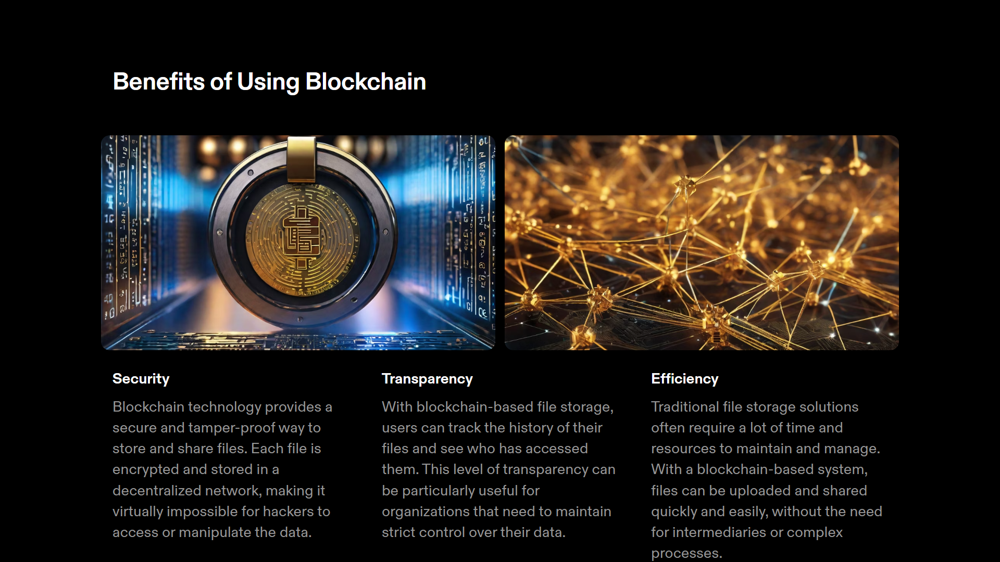 Benefits of Using Blockchain
Security
Blockchain technology provides a
secure and tamper-proof way to
store and share files. Each file is
encrypted and stored in a
decentralized network, making it
virtually impossible for hackers to
access or manipulate the data.
Transparency
With blockchain-based file storage,
users can track the history of their
files and see who has accessed
them. This level of transparency can
be particularly useful for
organizations that need to maintain
strict control over their data.
Efficiency
Traditional file storage solutions
often require a lot of time and
resources to maintain and manage.
With a blockchain-based system,
files can be uploaded and shared
quickly and easily, without the need
for intermediaries or complex
processes.